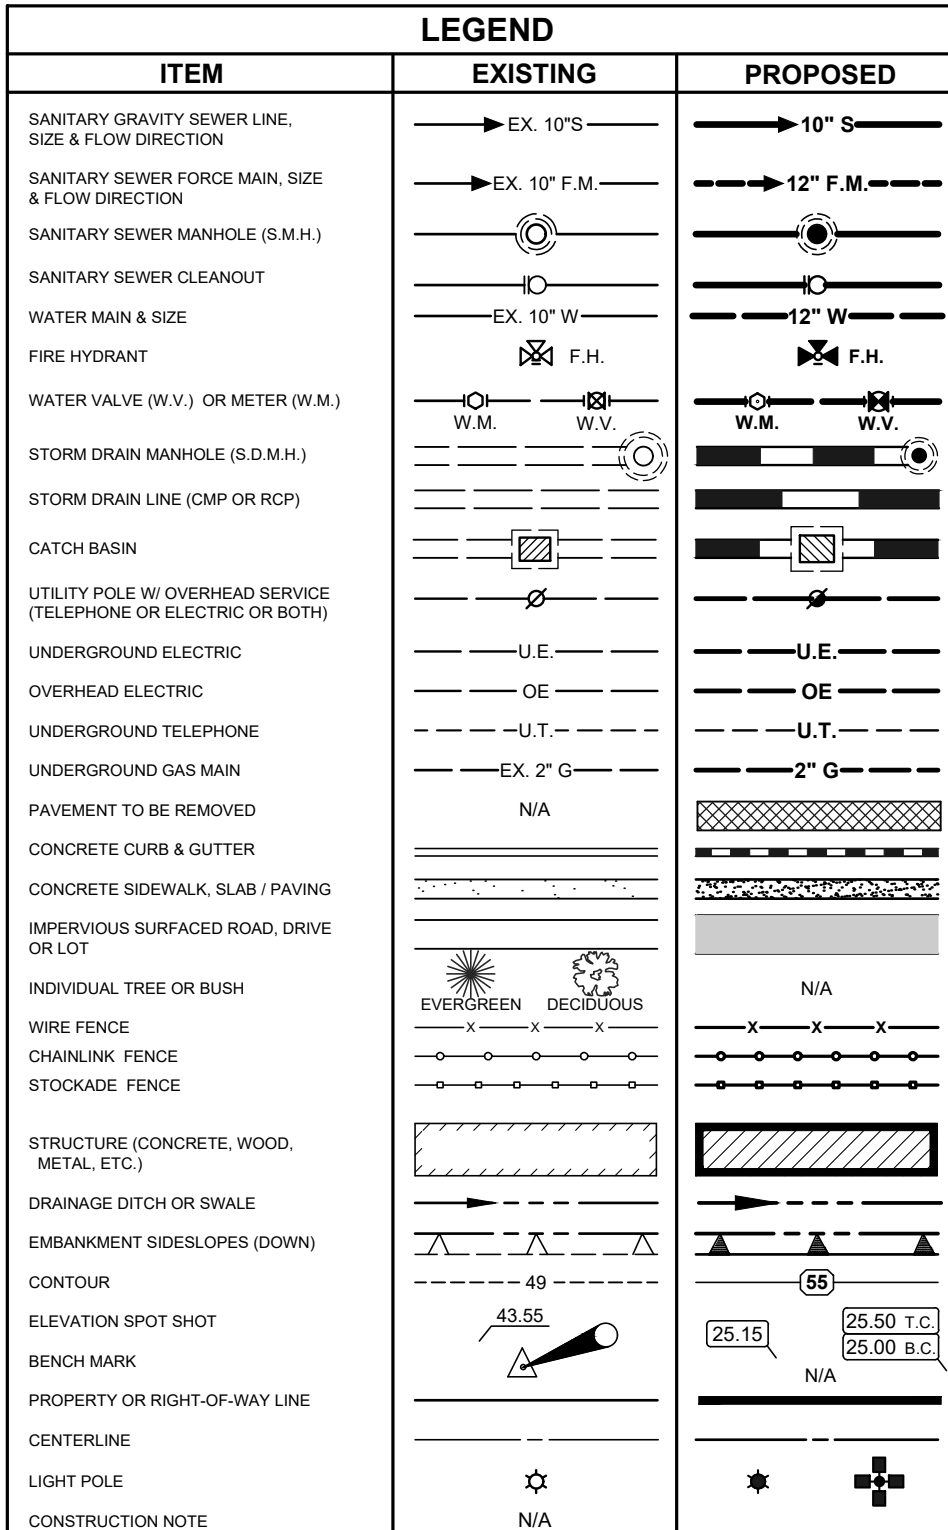 LEGEND
ITEM EXISTING PROPOSED
SANITARY GRAVITY SEWER LINE,
SIZE & FLOW DIRECTION
EX. 10"S 10" S
SANITARY SEWER FORCE MAIN, SIZE
& FLOW DIRECTION
EX. 10" F.M. 12" F.M.
SANITARY SEWER MANHOLE (S.M.H.)
SANITARY SEWER CLEANOUT
WATER MAIN & SIZE EX. 10" W 12" W
FIRE HYDRANT F.H. F.H.
WATER VALVE (W.V.) OR METER (W.M.)
W.M. W.V. W.M. W.V.
STORM DRAIN MANHOLE (S.D.M.H.)
STORM DRAIN LINE (CMP OR RCP)
CATCH BASIN
UTILITY POLE W/ OVERHEAD SERVICE
(TELEPHONE OR ELECTRIC OR BOTH)
UNDERGROUND ELECTRIC U.E. U.E.
OVERHEAD ELECTRIC OE OE
UNDERGROUND TELEPHONE U.T. U.T.
UNDERGROUND GAS MAIN EX. 2" G 2" G
PAVEMENT TO BE REMOVED N/A
CONCRETE CURB & GUTTER
CONCRETE SIDEWALK, SLAB / PAVING
IMPERVIOUS SURFACED ROAD, DRIVE
OR LOT
INDIVIDUAL TREE OR BUSH N/A
EVERGREEN DECIDUOUS
WIRE FENCE X X X X X X
CHAINLINK FENCE
STOCKADE FENCE
STRUCTURE (CONCRETE, WOOD,
METAL, ETC.)
DRAINAGE DITCH OR SWALE
EMBANKMENT SIDESLOPES (DOWN)
CONTOUR 49 55
ELEVATION SPOT SHOT 43.55 25.15 25.50 T.C.
25.00 B.C.
BENCH MARK N/A
PROPERTY OR RIGHT-OF-WAY LINE
CENTERLINE
LIGHT POLE
CONSTRUCTION NOTE N/A